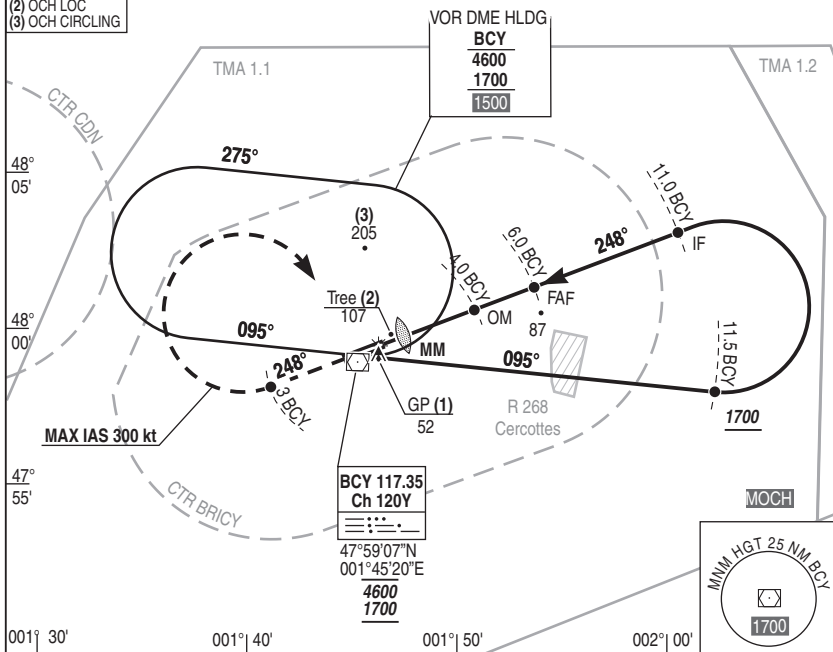 (2) OCH LOC
(3) OCH CIRCLING
VOR DME HLDG
BCY
4600
1700
1500
TMA 1.1
TMA 1.2
CTR CDN
48°
05'
275°
(3)
205
11.0 BCY
IF
248°
6.0 BCY
FAF
4.0 BCY
OM
87
Tree (2)
107
48°
00'
095°
MM
095°
11.5 BCY
248°
3 BCY
GP (1)
52
R 268
Cercottes
1700
MAX IAS 300 kt
47°
55'
CTR BRICY
BCY 117.35
Ch 120Y
47°59'07"N
001°45'20"E
4600
1700
MOCH
MNM HGT 25 NM BCY
1700
001° 30'
001° 40'
001° 50'
002° 00'